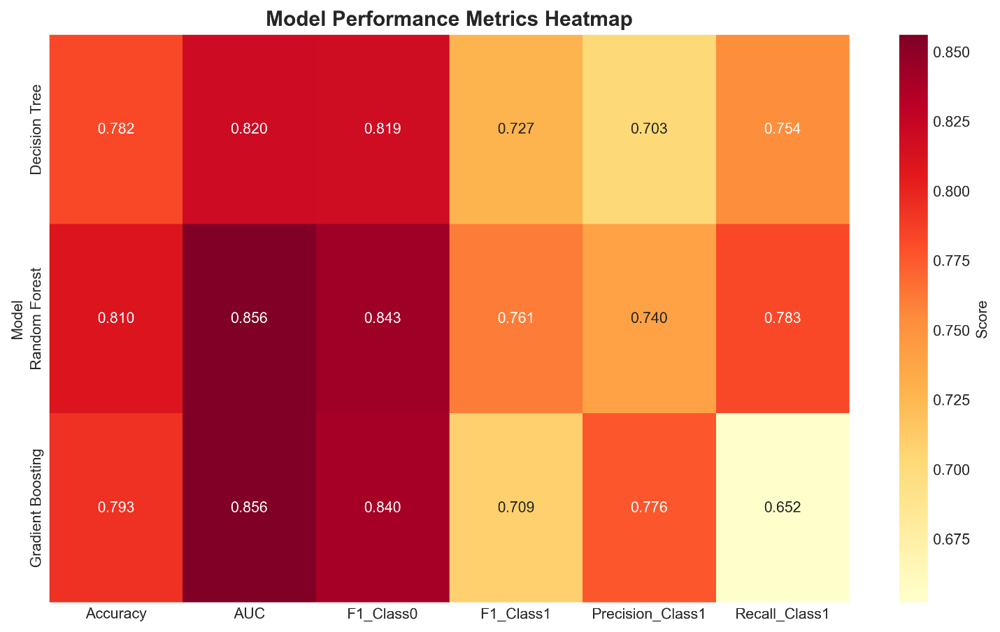 Model Performance Metrics Heatmap
Model
Decision Tree
0.782 0.820 0.819 0.727 0.703 0.754
Random Forest
0.810 0.856 0.843 0.761 0.740 0.783
Gradient Boosting
0.793 0.856 0.840 0.709 0.776 0.652
Accuracy AUC F1_Class0 F1_Class1 Precision_Class1 Recall_Class1
0.850
0.825
0.800
0.775
0.750
0.725
0.700
0.675
Score